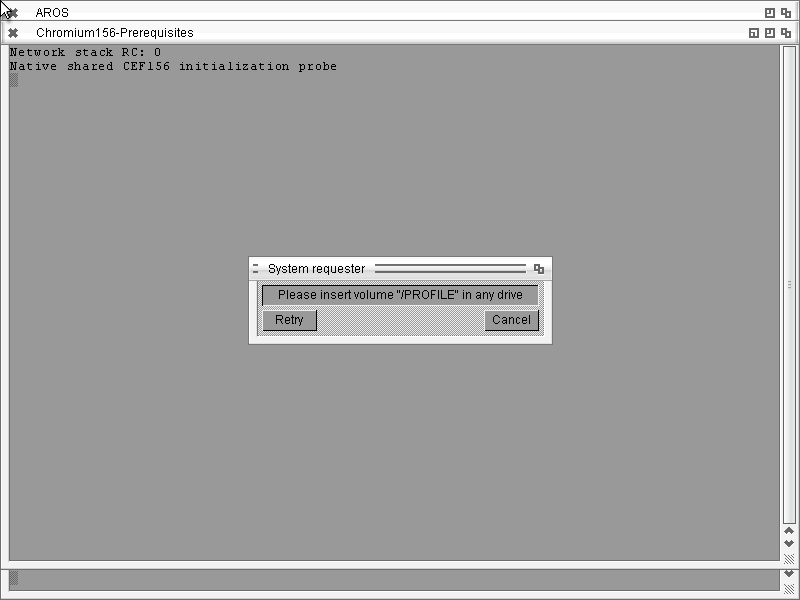 AROS
Chromium156-Prerequisites
Network stack RC: 0
Native shared CEF156 initialization probe
System requester
Please insert volume "/PROFILE" in any drive
Retry
Cancel